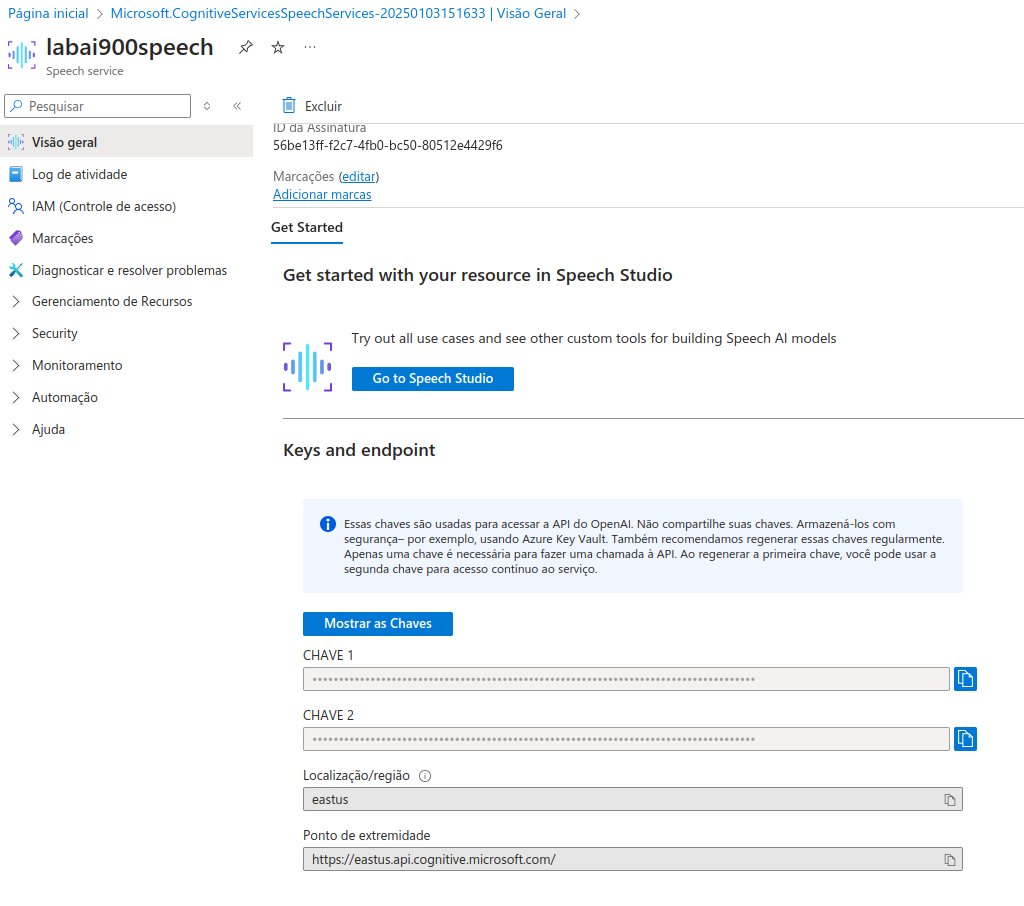 Página inicial > Microsoft.CognitiveServicesSpeechServices-20250103151633 | Visão Geral >
labai900speech
Speech service
Pesquisar
Visão geral
Log de atividade
IAM (Controle de acesso)
Marcações
Diagnosticar e resolver problemas
Gerenciamento de Recursos
Security
Monitoramento
Automação
Ajuda
Excluir
ID da Assinatura
56be13ff-f2c7-4fb0-bc50-80512e4429f6
Marcações (editar)
Adicionar marcas
Get Started
Get started with your resource in Speech Studio
Try out all use cases and see other custom tools for building Speech AI models
Go to Speech Studio
Keys and endpoint
Essas chaves são usadas para acessar a API do OpenAI. Não compartilhe suas chaves. Armazená-los com
segurança– por exemplo, usando Azure Key Vault. Também recomendamos regenerar essas chaves regularmente.
Apenas uma chave é necessária para fazer uma chamada à API. Ao regenerar a primeira chave, você pode usar a
segunda chave para acesso contínuo ao serviço.
Mostrar as Chaves
CHAVE 1
CHAVE 2
Localização/região
eastus
Ponto de extremidade
https://eastus.api.cognitive.microsoft.com/